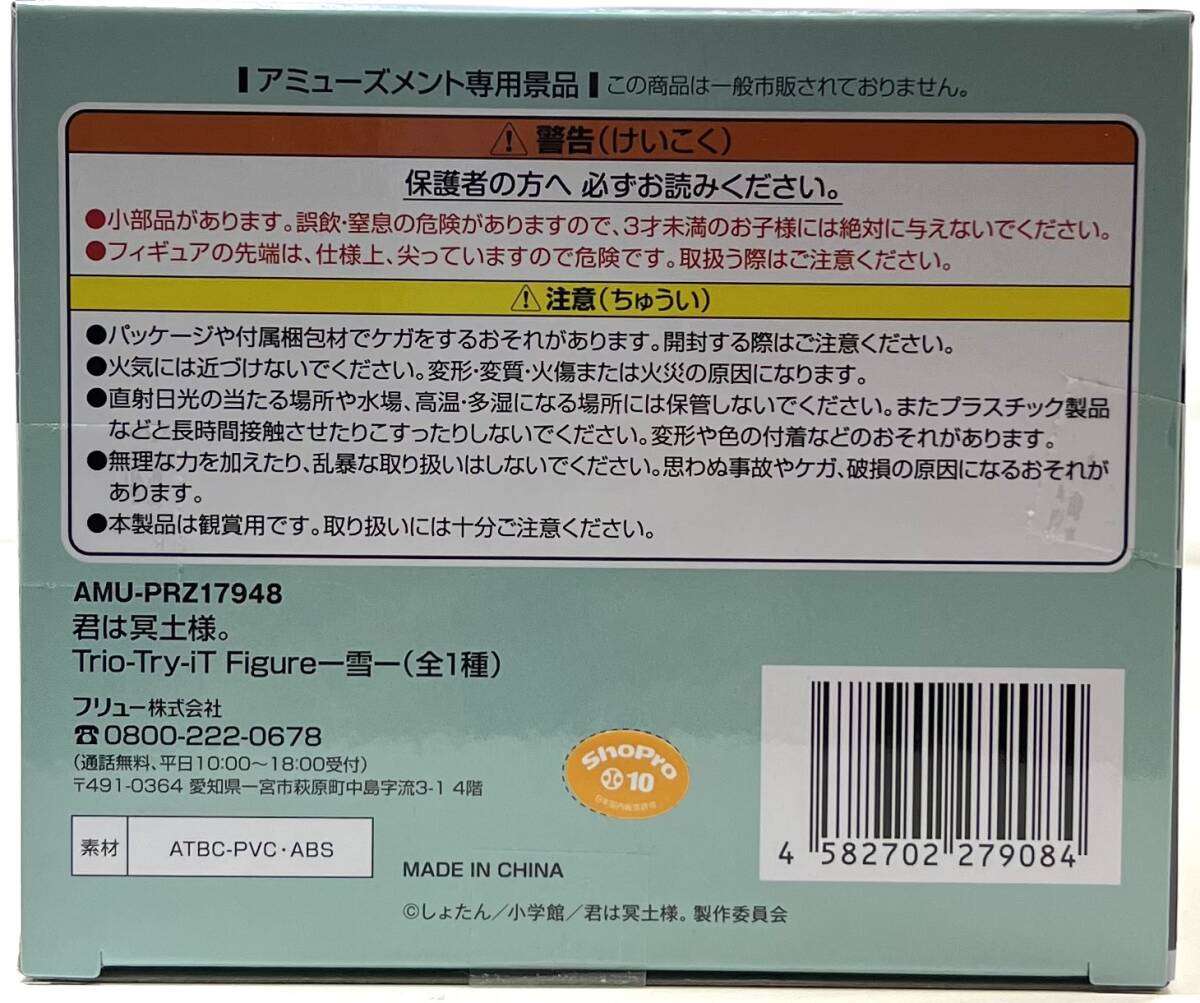 アミューズメント専用景品 この商品は一般市販されておりません。
警告(けいこく)
保護者の方へ 必ずお読みください。
●小部品があります。誤飲・窒息の危険がありますので、3才未満のお子様には絶対に与えないでください。
●フィギュアの先端は、仕様上、尖っていますので危険です。取扱う際はご注意ください。
注意(ちゅうい)
●パッケージや付属梱包材でケガをするおそれがあります。開封する際はご注意ください。
●火気には近づけないでください。変形・変質・火傷または火災の原因になります。
●直射日光の当たる場所や水場、高温・多湿になる場所には保管しないでください。またプラスチック製品
などと長時間接触させたりこすったりしないでください。変形や色の付着などのおそれがあります。
●無理な力を加えたり、乱暴な取り扱いはしないでください。思わぬ事故やケガ、破損の原因になるおそれが
あります。
●本製品は観賞用です。取り扱いには十分ご注意ください。
AMU-PRZ17948
君は冥土様。
Trio-Try-iT Figureー雪ー(全1種)
フリュー株式会社
☎0800-222-0678
(通話無料、平日10:00～18:00受付)
〒491-0364 愛知県一宮市萩原町中島字流3-1 4階
ShoPro
10
素材 ATBC-PVC・ABS
MADE IN CHINA
4 582702 279084
©しょたん／小学館／君は冥土様。製作委員会